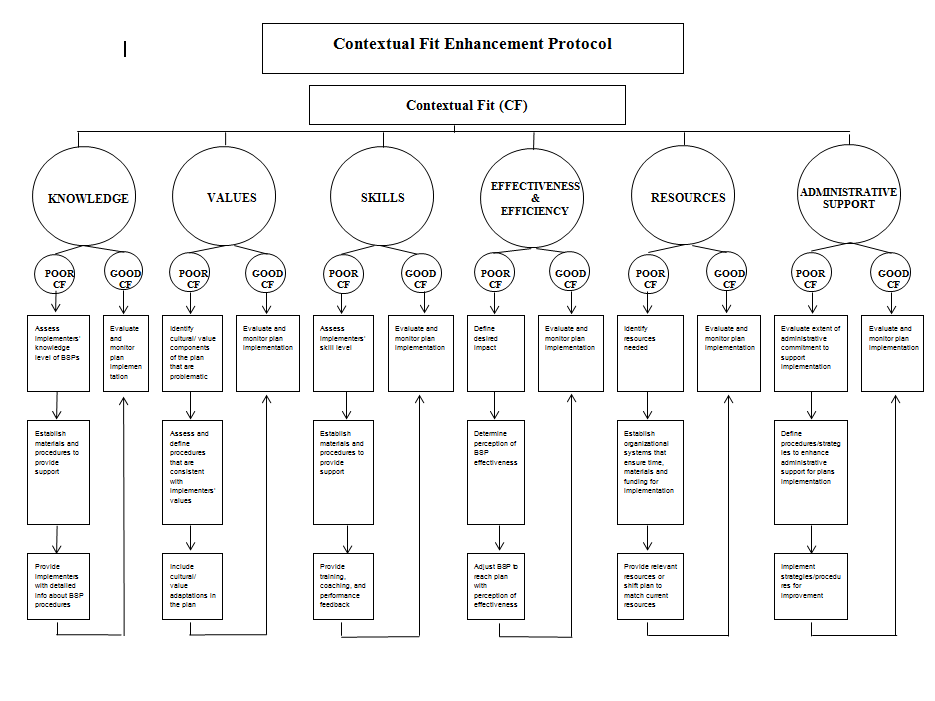 Contextual Fit Enhancement Protocol
Contextual Fit (CF)
KNOWLEDGE
VALUES
SKILLS
EFFECTIVENESS
&
EFFICIENCY
RESOURCES
ADMINISTRATIVE
SUPPORT
POOR
CF
GOOD
CF
POOR
CF
GOOD
CF
POOR
CF
GOOD
CF
POOR
CF
GOOD
CF
POOR
CF
GOOD
CF
POOR
CF
GOOD
CF
Assess
implementers'
knowledge
level of BSPs
Evaluate
and
monitor
plan
implemen
tation
Identify
cultural/ value
components
of the plan
that are
problematic
Evaluate and
monitor plan
implementation
Assess
implementers'
skill level
Evaluate and
monitor plan
implementation
Define
desired
impact
Evaluate and
monitor plan
implementation
Identify
resources
needed
Evaluate and
monitor plan
implementation
Evaluate extent of
administrative
commitment to
support
implementation
Evaluate and
monitor plan
implementation
Establish
materials and
procedures to
provide
support
Assess and
define
procedures
that are
consistent
with
implementers'
values
Establish
materials and
procedures to
provide
support
Determine
perception of
BSP
effectiveness
Establish
organizational
systems that
ensure time,
materials and
funding for
implementation
Define
procedures/strateg
ies to enhance
administrative
support for plans
implementation
Provide
implementers
with detailed
info about BSP
procedures
Include
cultural/
value
adaptations in
the plan
Provide
training,
coaching, and
performance
feedback
Adjust BSP to
reach plan
with
perception of
effectiveness
Provide relevant
resources or
shift plan to
match current
resources
Implement
strategies/procedu
res for
improvement